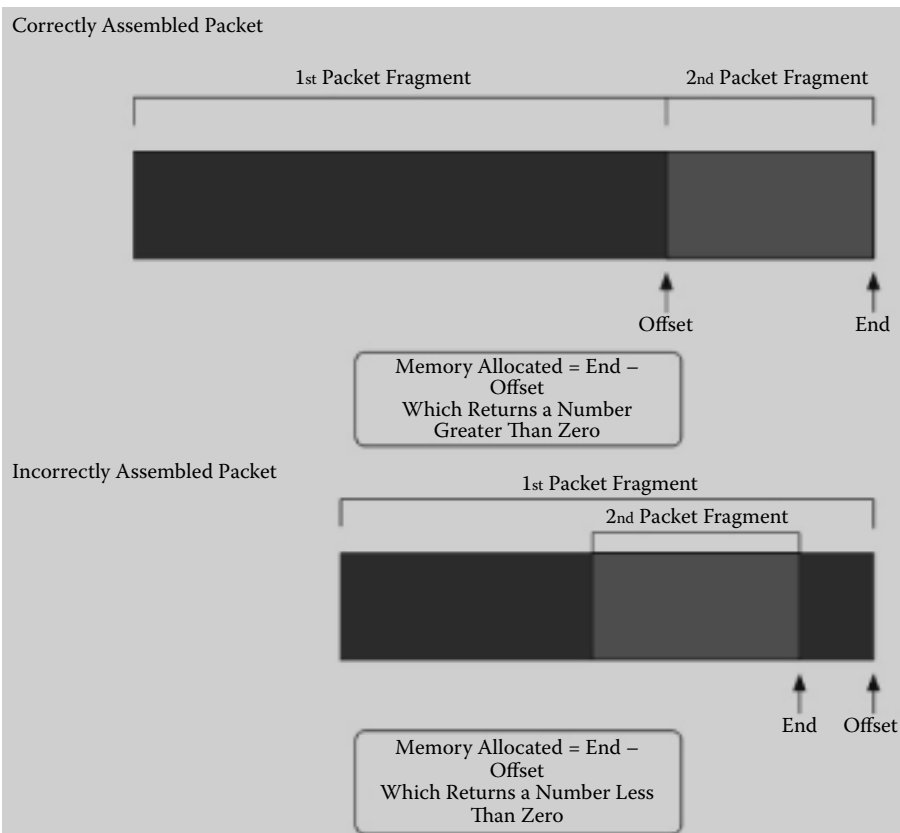 Correctly Assembled Packet
1st Packet Fragment
2nd Packet Fragment
Offset
End
Memory Allocated = End –
Offset
Which Returns a Number
Greater Than Zero
Incorrectly Assembled Packet
1st Packet Fragment
2nd Packet Fragment
End
Offset
Memory Allocated = End –
Offset
Which Returns a Number Less
Than Zero